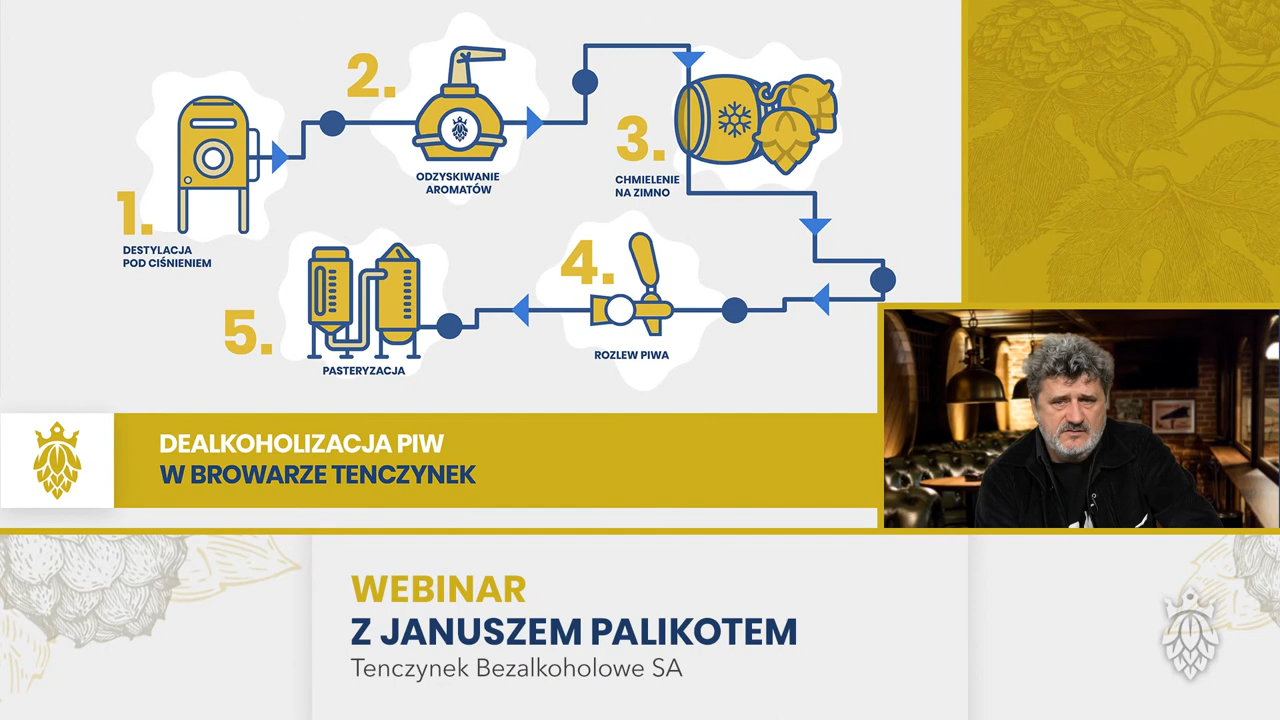 1.
DESTYLACJA
POD CIŚNIENIEM
2.
ODZYSKIWANIE
AROMATÓW
3.
CHMIELENIE
NA ZIMNO
4.
ROZLEW PIWA
5.
PASTERYZACJA
DEALKOHOLIZACJA PIW
W BROWARZE TENCZYNEK
WEBINAR
Z JANUSZEM PALIKOTEM
Tenczynek Bezalkoholowe SA